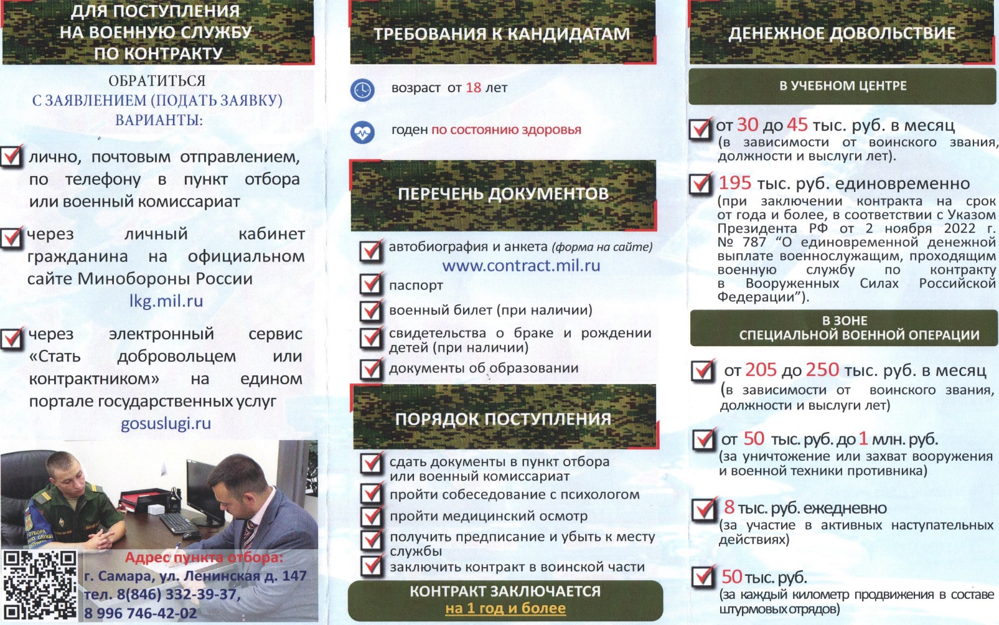 ДЛЯ ПОСТУПЛЕНИЯ
НА ВОЕННУЮ СЛУЖБУ
ПО КОНТРАКТУ
ОБРАТИТЬСЯ
С ЗАЯВЛЕНИЕМ (ПОДАТЬ ЗАЯВКУ)
ВАРИАНТЫ:
лично, почтовым отправлением,
по телефону в пункт отбора
или военный комиссариат
через личный кабинет
гражданина на официальном
сайте Минобороны России
lkg.mil.ru
через электронный сервис
«Стать добровольцем или
контрактником» на едином
портале государственных услуг
gosuslugi.ru
ОТБОРА
Адрес пункта отбора:
г. Самара, ул. Ленинская д. 147
тел. 8(846) 332-39-37,
8 996 746-42-02
ТРЕБОВАНИЯ К КАНДИДАТАМ
возраст от 18 лет
годен по состоянию здоровья
ПЕРЕЧЕНЬ ДОКУМЕНТОВ
автобиография и анкета (форма на сайте)
www.contract.mil.ru
паспорт
военный билет (при наличии)
свидетельства о браке и рождении
детей (при наличии)
документы об образовании
ПОРЯДОК ПОСТУПЛЕНИЯ
сдать документы в пункт отбора
или военный комиссариат
пройти собеседование с психологом
пройти медицинский осмотр
получить предписание и убыть к месту
службы
заключить контракт в воинской части
КОНТРАКТ ЗАКЛЮЧАЕТСЯ
на 1 год и более
ДЕНЕЖНОЕ ДОВОЛЬСТВИЕ
В УЧЕБНОМ ЦЕНТРЕ
от 30 до 45 тыс. руб. в месяц
(в зависимости от воинского звания,
должности и выслуги лет).
195 тыс. руб. единовременно
(при заключении контракта на срок
от года и более, в соответствии с Указом
Президента РФ от 2 ноября 2022 г.
№ 787 “О единовременной денежной
выплате военнослужащим, проходящим
военную службу по контракту
в Вооруженных Силах Российской
Федерации”).
В ЗОНЕ
СПЕЦИАЛЬНОЙ ВОЕННОЙ ОПЕРАЦИИ
от 205 до 250 тыс. руб. в месяц
(в зависимости от воинского звания,
должности и выслуги лет)
от 50 тыс. руб. до 1 млн. руб.
(за уничтожение или захват вооружения
и военной техники противника)
8 тыс. руб. ежедневно
(за участие в активных наступательных
действиях)
50 тыс. руб.
(за каждый километр продвижения в составе
штурмовых отрядов)